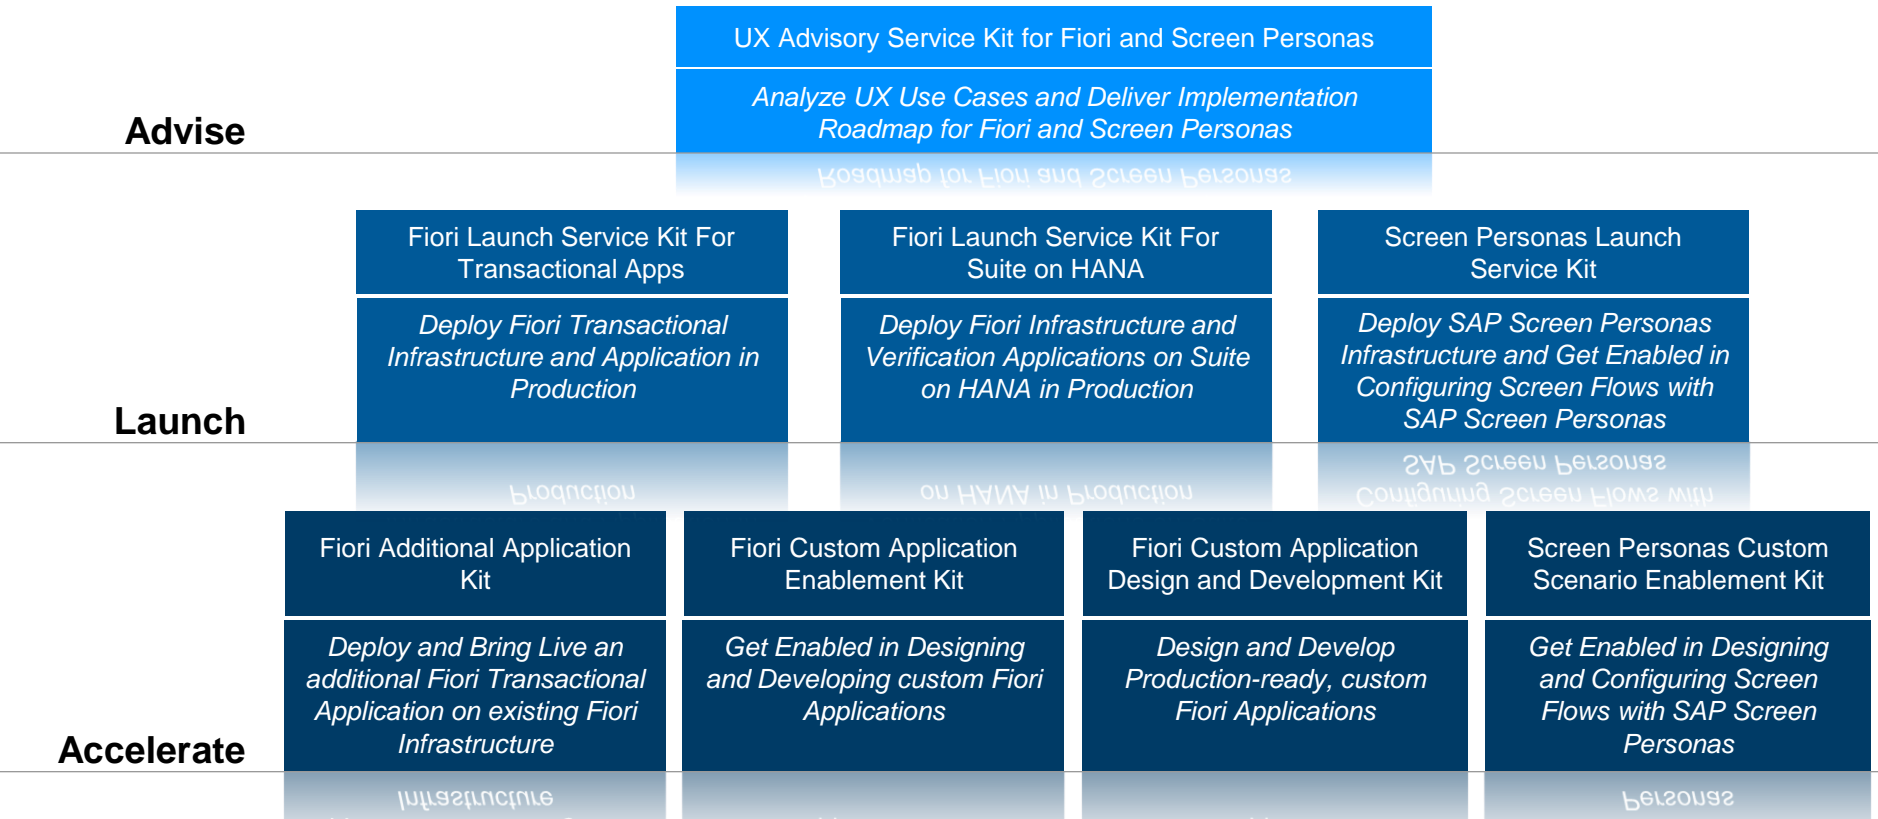 UX Advisory Service Kit for Fiori and Screen Personas
Analyze UX Use Cases and Deliver Implementation
Roadmap for Fiori and Screen Personas
Advise
Fiori Launch Service Kit For
Transactional Apps
Deploy Fiori Transactional
Infrastructure and Application in
Production
Fiori Launch Service Kit For
Suite on HANA
Deploy Fiori Infrastructure and
Verification Applications on Suite
on HANA in Production
Screen Personas Launch
Service Kit
Deploy SAP Screen Personas
Infrastructure and Get Enabled in
Configuring Screen Flows with
SAP Screen Personas
Launch
Fiori Additional Application
Kit
Deploy and Bring Live an
additional Fiori Transactional
Application on existing Fiori
Infrastructure
Fiori Custom Application
Enablement Kit
Get Enabled in Designing
and Developing custom Fiori
Applications
Fiori Custom Application
Design and Development Kit
Design and Develop
Production-ready, custom
Fiori Applications
Screen Personas Custom
Scenario Enablement Kit
Get Enabled in Designing
and Configuring Screen
Flows with SAP Screen
Personas
Accelerate